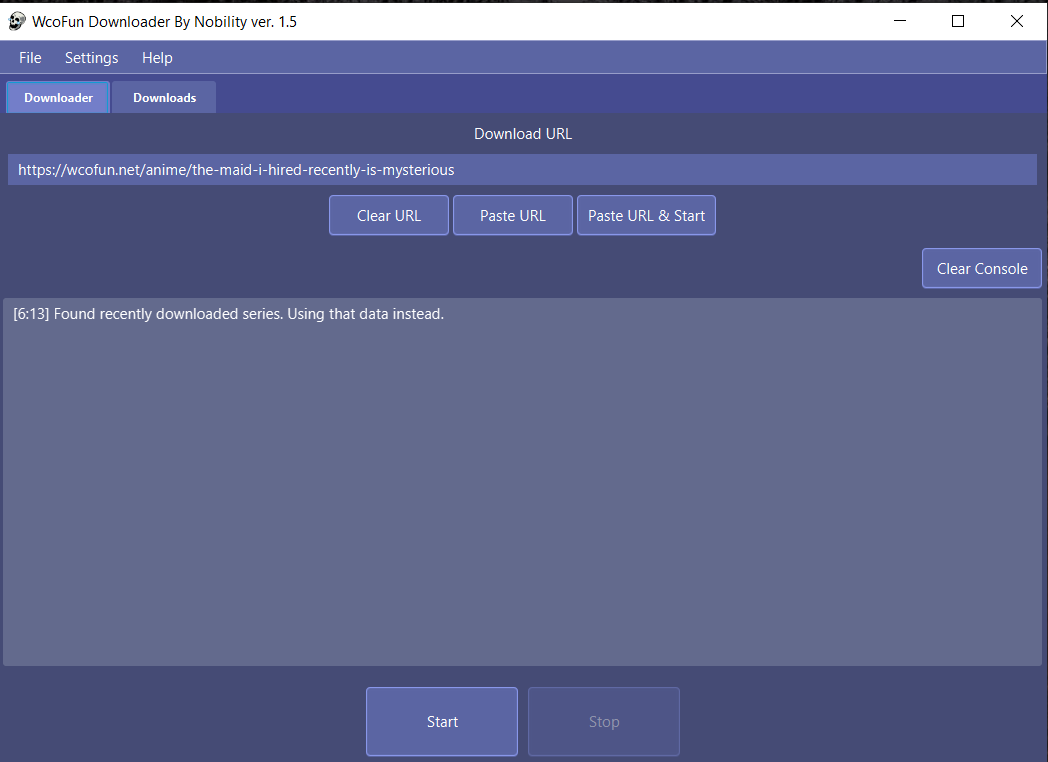 WcoFun Downloader By Nobility ver. 1.5
File Settings Help
Downloader Downloads
Download URL
https://wcofun.net/anime/the-maid-i-hired-recently-is-mysterious
Clear URL Paste URL Paste URL & Start
Clear Console
[6:13] Found recently downloaded series. Using that data instead.
Start Stop